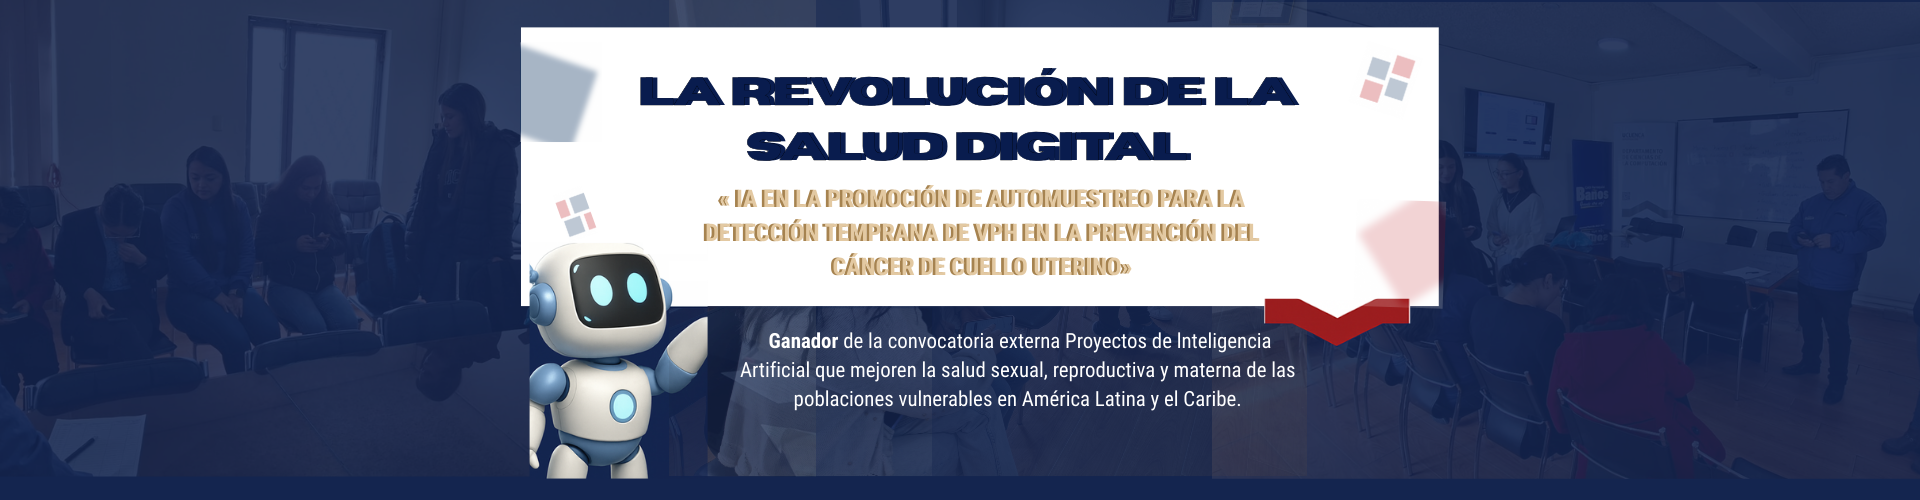 LA REVOLUCIÓN DE LA
SALUD DIGITAL
« IA EN LA PROMOCIÓN DE AUTOMUESTREO PARA LA
DETECCIÓN TEMPRANA DE VPH EN LA PREVENCIÓN DEL
CÁNCER DE CUELLO UTERINO»
Ganador de la convocatoria externa Proyectos de Inteligencia
Artificial que mejoren la salud sexual, reproductiva y materna de las
poblaciones vulnerables en América Latina y el Caribe.
Baños